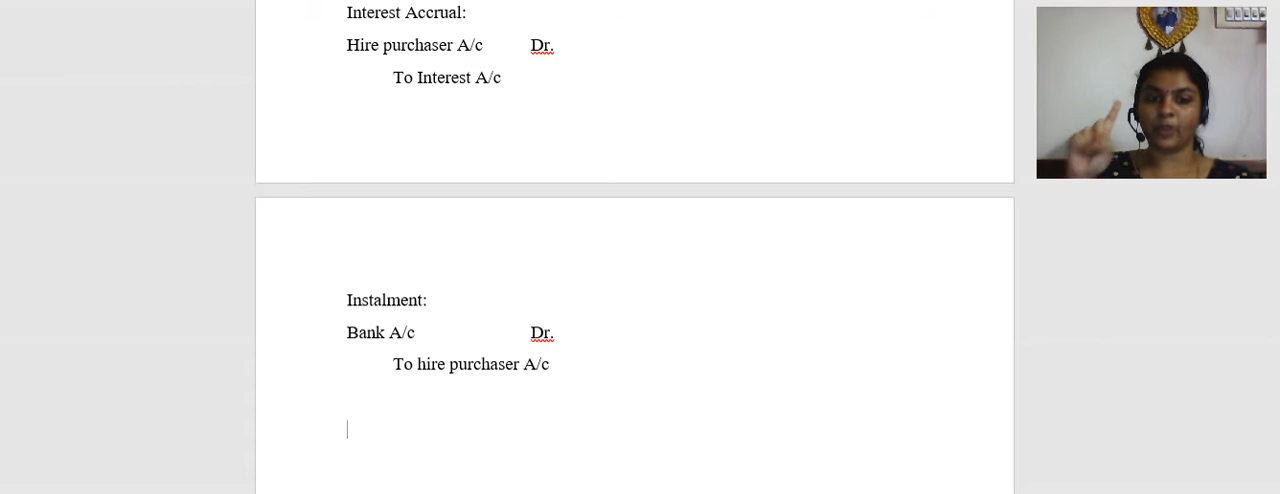 Interest Accrual:
Hire purchaser A/c Dr.
To Interest A/c
Instalment:
Bank A/c Dr.
To hire purchaser A/c